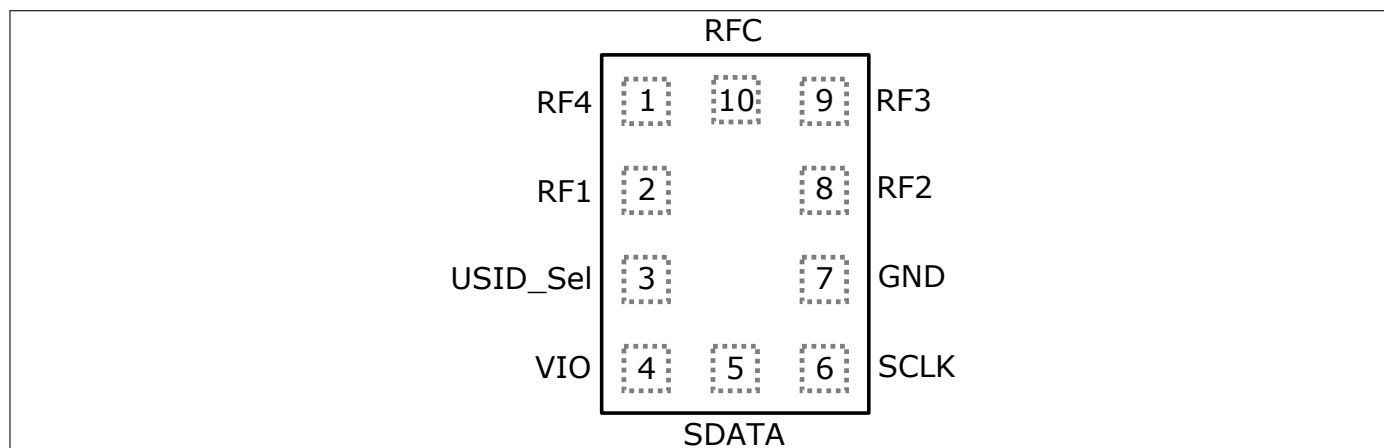 RFC
RF4 1 10 9 RF3
RF1 2 8 RF2
USID_Sel 3 7 GND
VIO 4 5 6 SCLK
SDATA